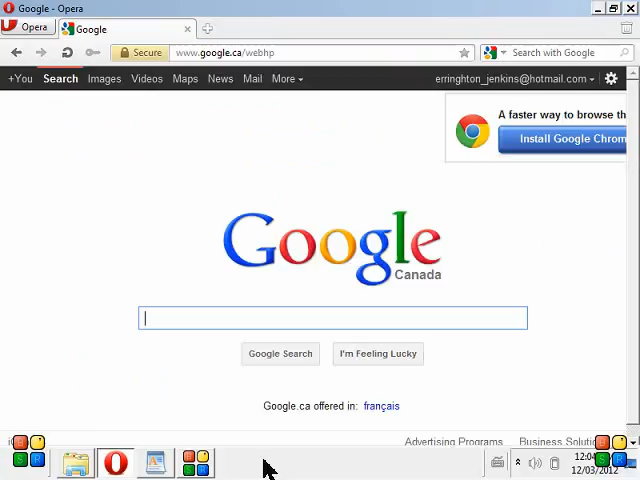 Google - Opera
Opera
Google
Secure
www.google.ca/webhp
Search with Google
+You Search Images Videos Maps News Mail More
errington_jenkins@hotmail.com
A faster way to browse th
Install Google Chrom
Google
Canada
Google Search
I'm Feeling Lucky
Google.ca offered in: français
Advertising Programs
Business Soluti
12:04
12/03/2012